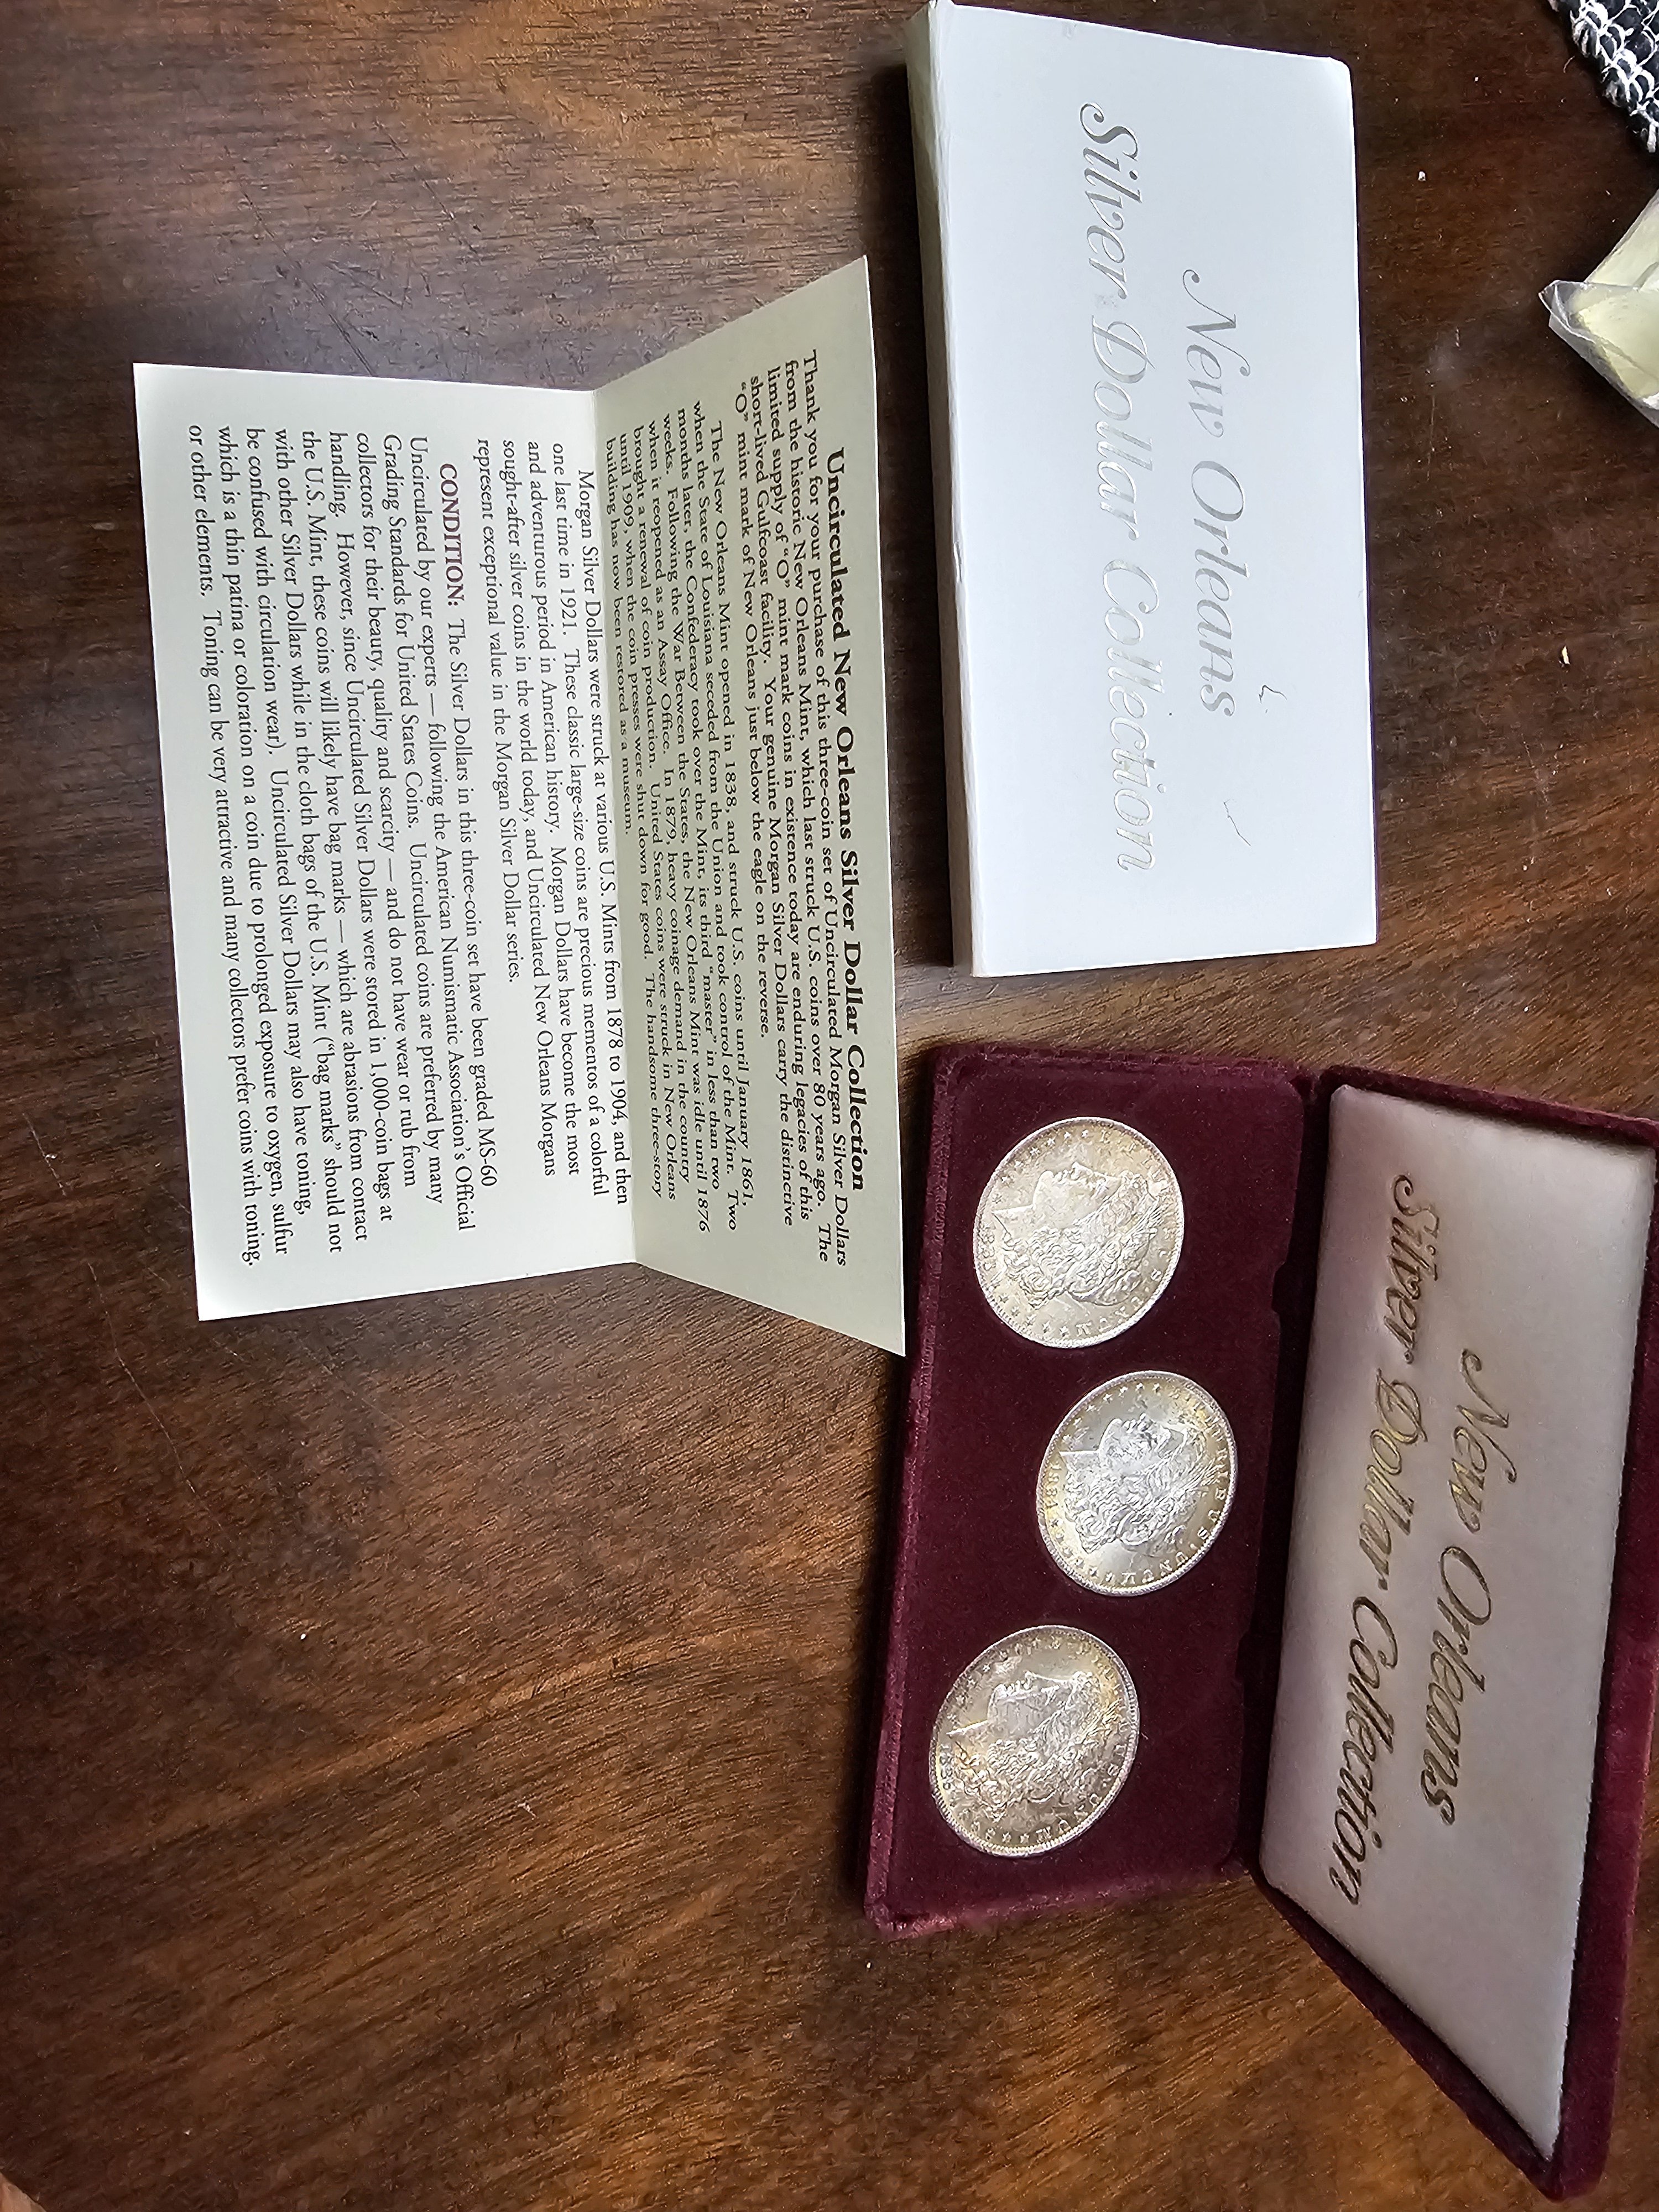 New Orleans
Silver Dollar Collection
New Orleans
Silver Dollar Collection
Uncirculated New Orleans Silver Dollar Collection
Thank you for your purchase of this three-coin set of Uncirculated Morgan Silver Dollars
from the historic New Orleans Mint, which last struck U.S. coins over 80 years ago. The
limited supply of “O” mint mark coins in existence today are enduring legacies of this
short-lived Gulfcoast facility. Your genuine Morgan Silver Dollars carry the distinctive
“O” mint mark of New Orleans just below the eagle on the reverse.
The New Orleans Mint opened in 1838, and struck U.S. coins until January 1861,
when the State of Louisiana seceded from the Union and took control of the Mint. Two
months later, the Confederacy took over the Mint, its third “master” in less than two
weeks. Following the War Between the States, the New Orleans Mint was idle until 1876
when it reopened as an Assay Office. In 1879, heavy coinage demand in the country
brought a renewal of coin production. United States coins were struck in New Orleans
until 1909, when the coin presses were shut down for good. The handsome three-story
building has now been restored as a museum.
Morgan Silver Dollars were struck at various U.S. Mints from 1878 to 1904, and then
one last time in 1921. These classic large-size coins are precious mementos of a colorful
and adventurous period in American history. Morgan Dollars have become the most
sought-after silver coins in the world today, and Uncirculated New Orleans Morgans
represent exceptional value in the Morgan Silver Dollar series.
CONDITION: The Silver Dollars in this three-coin set have been graded MS-60
Uncirculated by our experts — following the American Numismatic Association's Official
Grading Standards for United States Coins. Uncirculated coins are preferred by many
collectors for their beauty, quality and scarcity — and do not have wear or rub from
handling. However, since Uncirculated Silver Dollars were stored in 1,000-coin bags at
the U.S. Mint, these coins will likely have bag marks — which are abrasions from contact
with other Silver Dollars while in the cloth bags of the U.S. Mint (“bag marks” should not
be confused with circulation wear). Uncirculated Silver Dollars may also have toning,
which is a thin patina or coloration on a coin due to prolonged exposure to oxygen, sulfur
or other elements. Toning can be very attractive and many collectors prefer coins with toning.